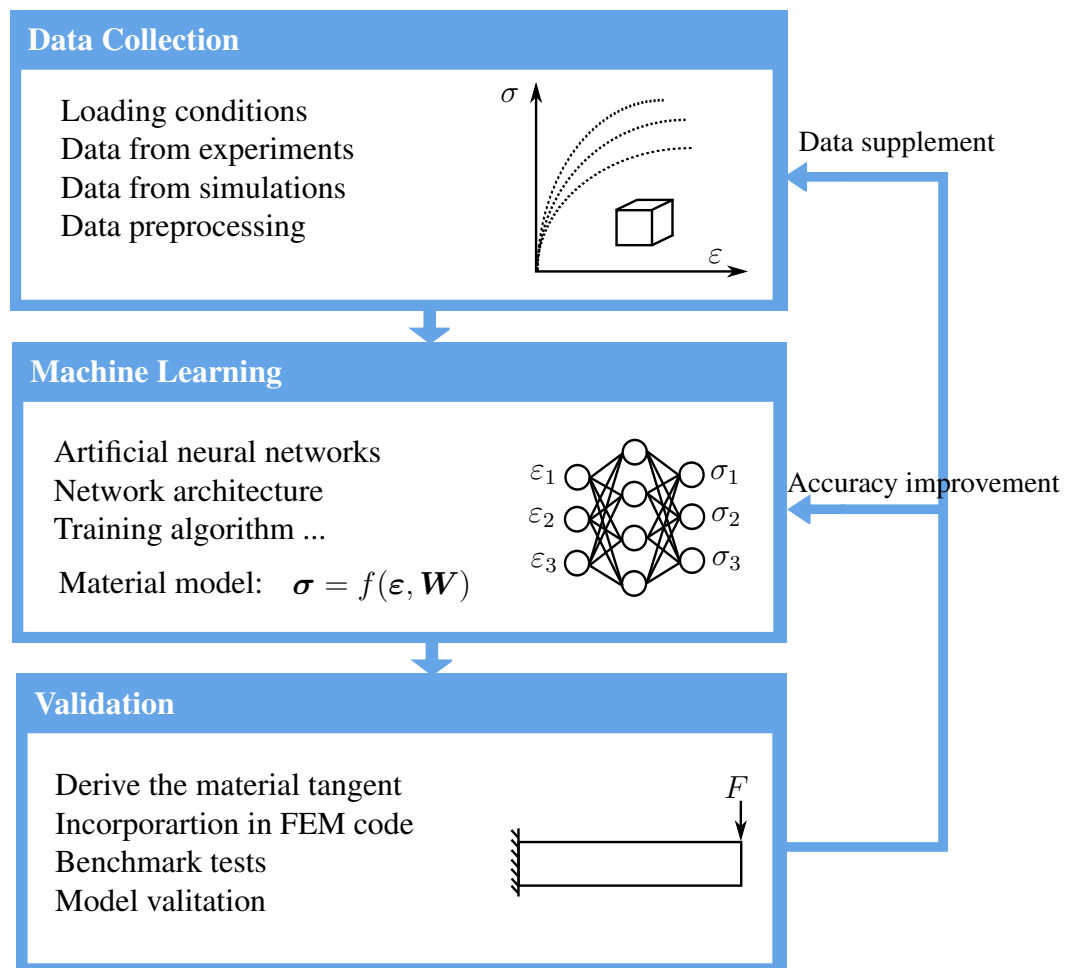 Data Collection
Loading conditions
Data from experiments
Data from simulations
Data preprocessing
σ
ε
Data supplement
Machine Learning
Artificial neural networks
Network architecture
Training algorithm ...
Material model: σ = f(ε, W)
ε1
ε2
ε3
σ1
σ2
σ3
Accuracy improvement
Validation
Derive the material tangent
Incorporartion in FEM code
Benchmark tests
Model valitation
F